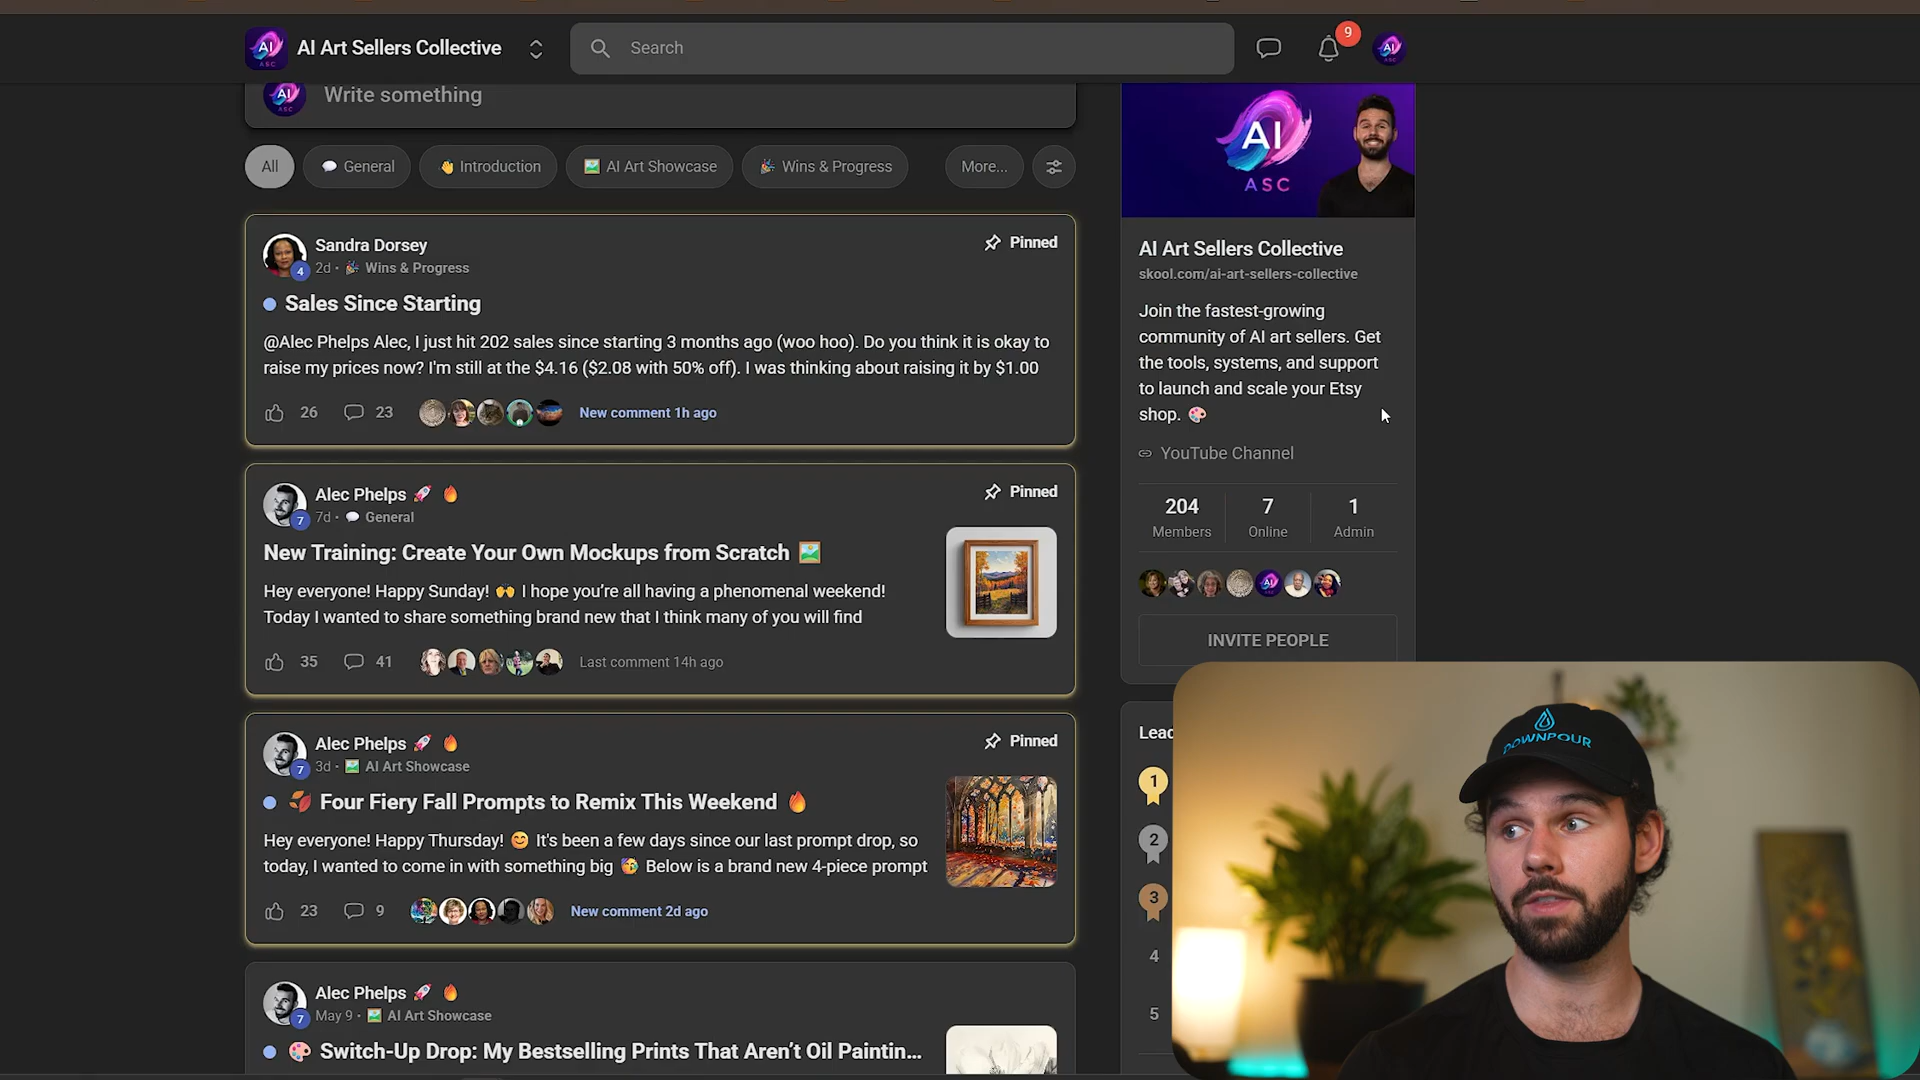 AI Art Sellers Collective
Search
9
Write something
All
General
Introduction
AI Art Showcase
Wins & Progress
More...
Sandra Dorsey
Pinned
4
2d · Wins & Progress
Sales Since Starting
@Alec Phelps Alec, I just hit 202 sales since starting 3 months ago (woo hoo). Do you think it is okay to
raise my prices now? I'm still at the $4.16 ($2.08 with 50% off). I was thinking about raising it by $1.00
26
23
New comment 1h ago
Alec Phelps
Pinned
7
7d · General
New Training: Create Your Own Mockups from Scratch
Hey everyone! Happy Sunday! I hope you’re all having a phenomenal weekend!
Today I wanted to share something brand new that I think many of you will find
35
41
Last comment 14h ago
Alec Phelps
Pinned
7
3d · AI Art Showcase
Four Fiery Fall Prompts to Remix This Weekend
Hey everyone! Happy Thursday! It's been a few days since our last prompt drop, so
today, I wanted to come in with something big Below is a brand new 4-piece prompt
23
9
New comment 2d ago
Alec Phelps
7
May 9 · AI Art Showcase
Switch-Up Drop: My Bestselling Prints That Aren’t Oil Paintin...
AI
ASC
AI Art Sellers Collective
skool.com/ai-art-sellers-collective
Join the fastest-growing
community of AI art sellers. Get
the tools, systems, and support
to launch and scale your Etsy
shop.
YouTube Channel
204
Members
7
Online
1
Admin
INVITE PEOPLE
Lead
1
2
3
4
5
DOWNPOUR